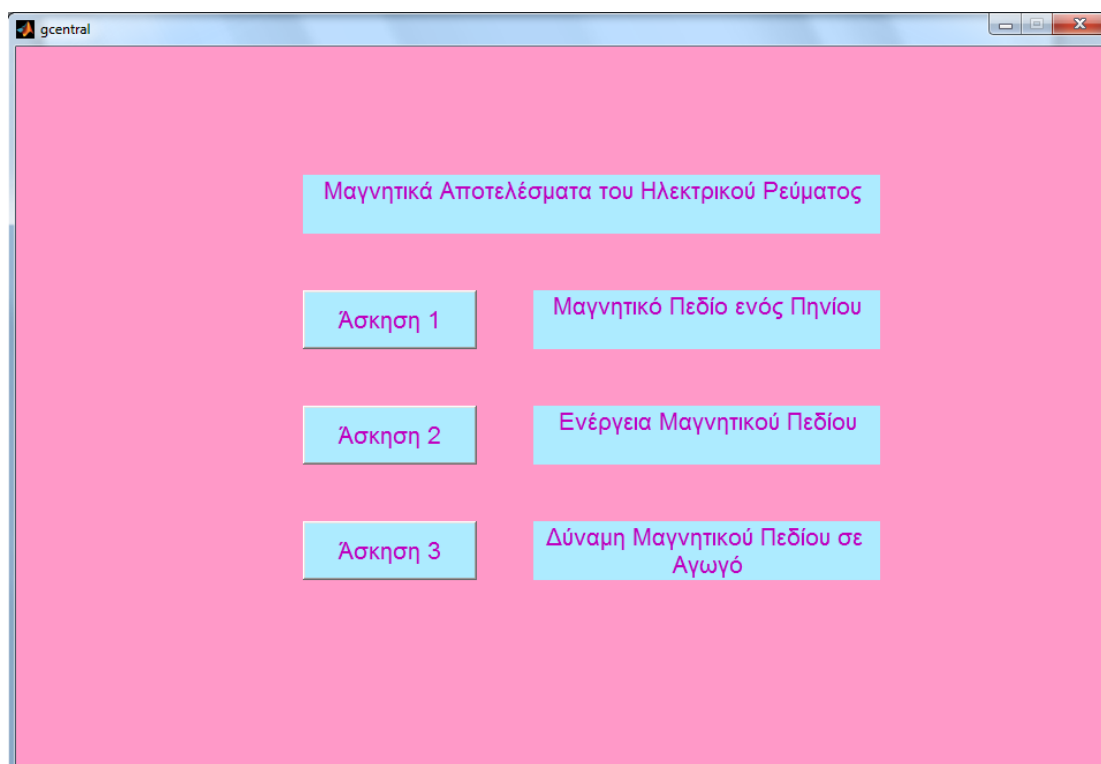 gcentral
Μαγνητικά Αποτελέσματα του Ηλεκτρικού Ρεύματος
Άσκηση 1
Μαγνητικό Πεδίο ενός Πηνίου
Άσκηση 2
Ενέργεια Μαγνητικού Πεδίου
Άσκηση 3
Δύναμη Μαγνητικού Πεδίου σε
Αγωγό